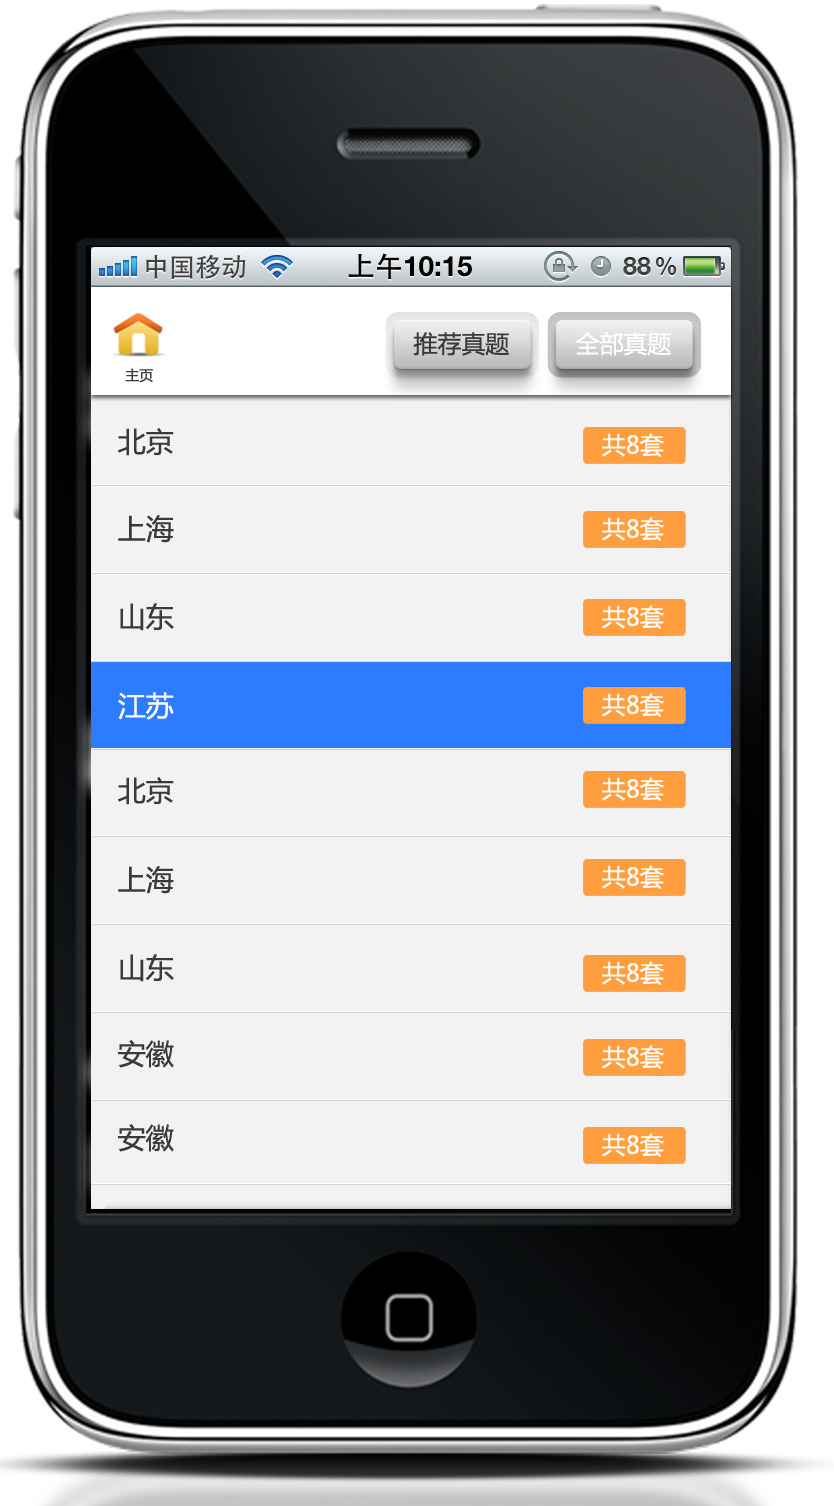 中国移动 上午10:15 88%
推荐真题 全部真题
主页
北京 共8套
上海 共8套
山东 共8套
江苏 共8套
北京 共8套
上海 共8套
山东 共8套
安徽 共8套
安徽 共8套